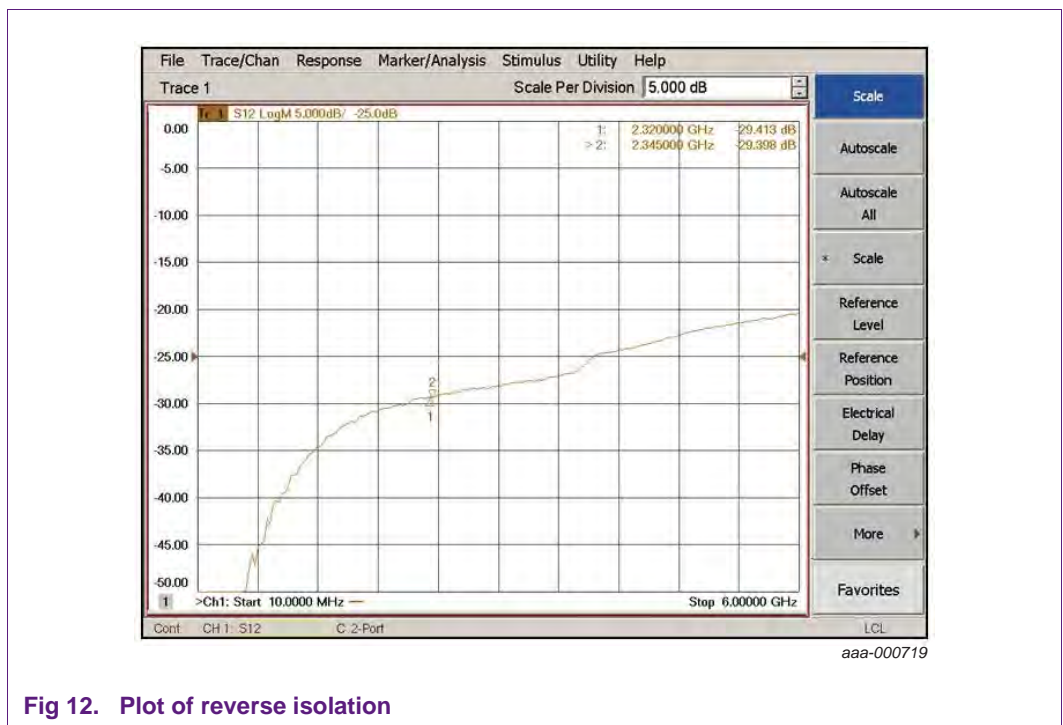 File Trace/Chan Response Marker/Analysis Stimulus Utility Help
Trace 1 Scale Per Division 5.000 dB
Tr 1 S12 LogM 5.000dB/ -25.0dB
1: 2.320000 GHz -29.413 dB
> 2: 2.345000 GHz -29.398 dB
0.00
-5.00
-10.00
-15.00
-20.00
-25.00
-30.00
-35.00
-40.00
-45.00
-50.00
2
1
1 >Ch1: Start 10.0000 MHz — Stop 6.00000 GHz
Cont CH 1: S12 C 2-Port LCL
Scale
Autoscale
Autoscale
All
* Scale
Reference
Level
Reference
Position
Electrical
Delay
Phase
Offset
More
Favorites
aaa-000719
Fig 12. Plot of reverse isolation